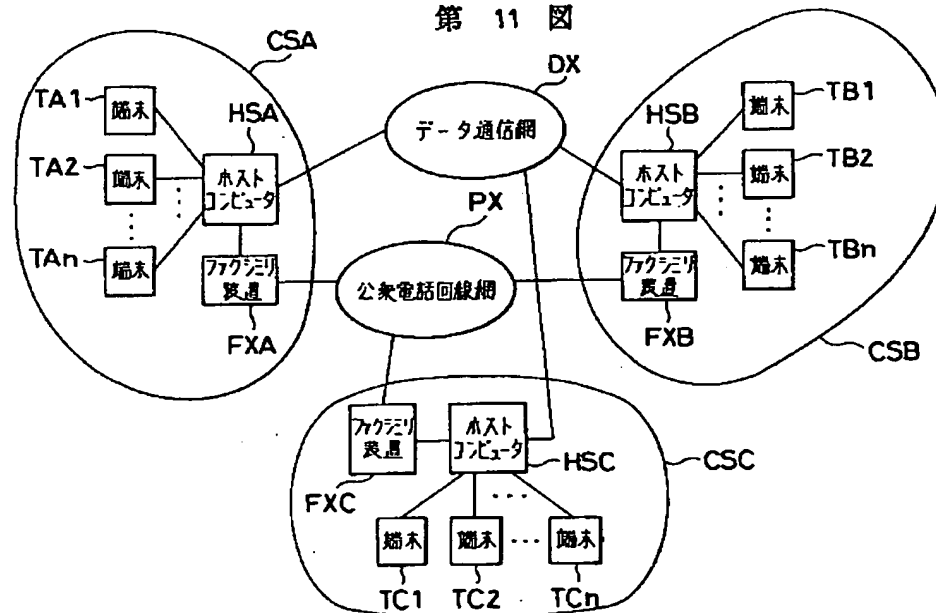 第 11 図
CSA
TA1
端末
HSA
TA2
端末
ホスト
コンピュータ
TAn
端末
ファクシミリ
装置
FXA
DX
データ通信網
PX
公衆電話回線網
HSB
ホスト
コンピュータ
端末
TB1
端末
TB2
端末
TBn
ファクシミリ
装置
FXB
CSB
ファクシミリ
装置
FXC
ホスト
コンピュータ
HSC
CSC
端末
端末
端末
TC1
TC2
TCn